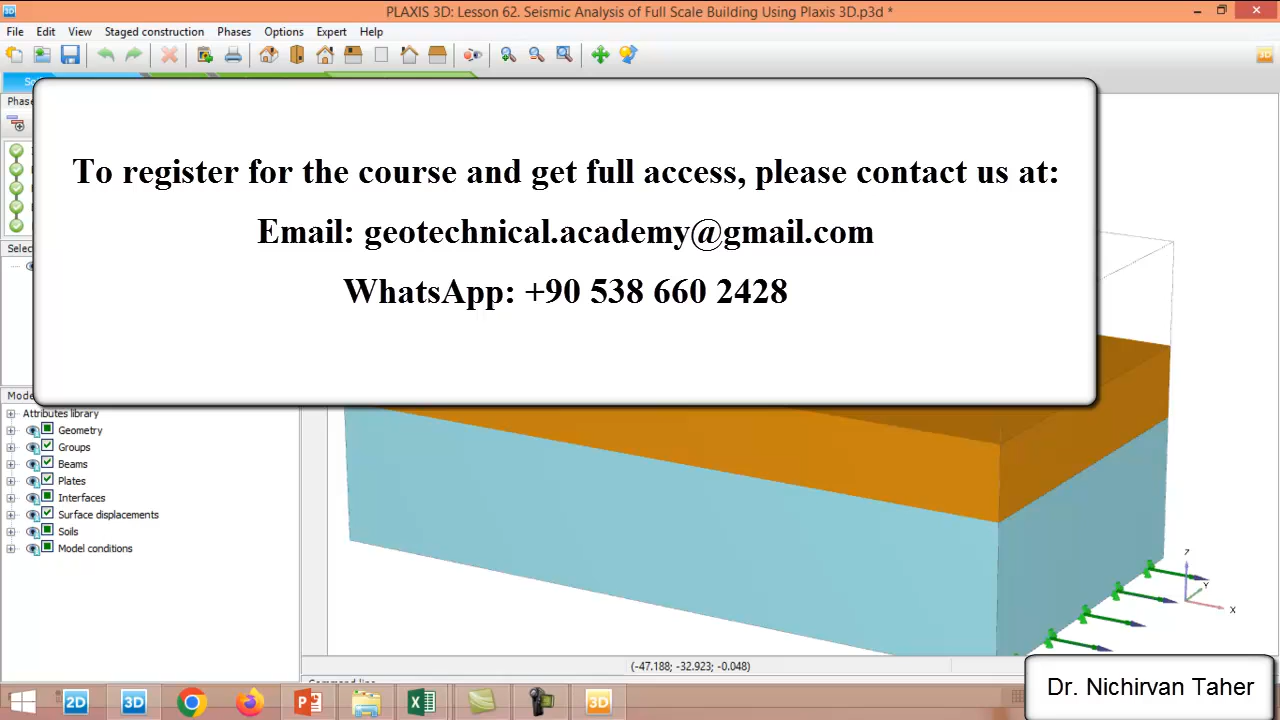 PLAXIS 3D: Lesson 62. Seismic Analysis of Full Scale Building Using Plaxis 3D.p3d *
File Edit View Staged construction Phases Options Expert Help
To register for the course and get full access, please contact us at:
Email: geotechnical.academy@gmail.com
WhatsApp: +90 538 660 2428
Attributes library
Geometry
Groups
Beams
Plates
Interfaces
Surface displacements
Soils
Model conditions
Z
Y
X
(-47.188; -32.923; -0.048)
Dr. Nichirvan Taher
2D 3D 3D